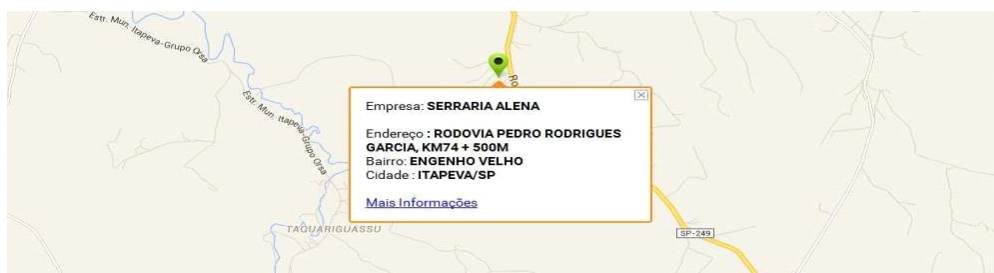 Estr. Mun. Itapeva-Grupo Orsa
Ro
Estr. Mun. Itapeva-Grupo Orsa
Empresa: SERRARIA ALENA
Endereço : RODOVIA PEDRO RODRIGUES
GARCIA, KM74 + 500M
Bairro: ENGENHO VELHO
Cidade : ITAPEVA/SP
Mais Informações
TAQUARIGUASSU
SP-249